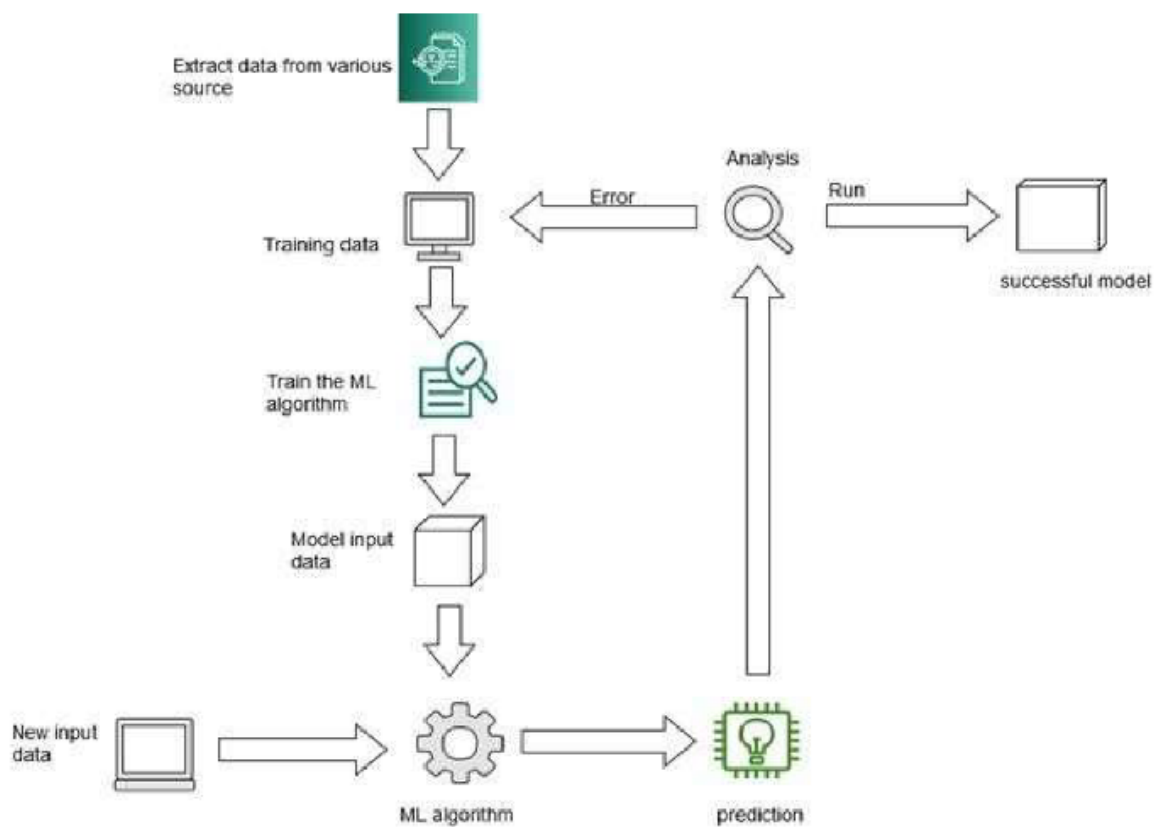 Extract data from various
source
Analysis
Error
Run
Training data
successful model
Train the ML
algorithm
Model input
data
New input
data
ML algorithm
prediction